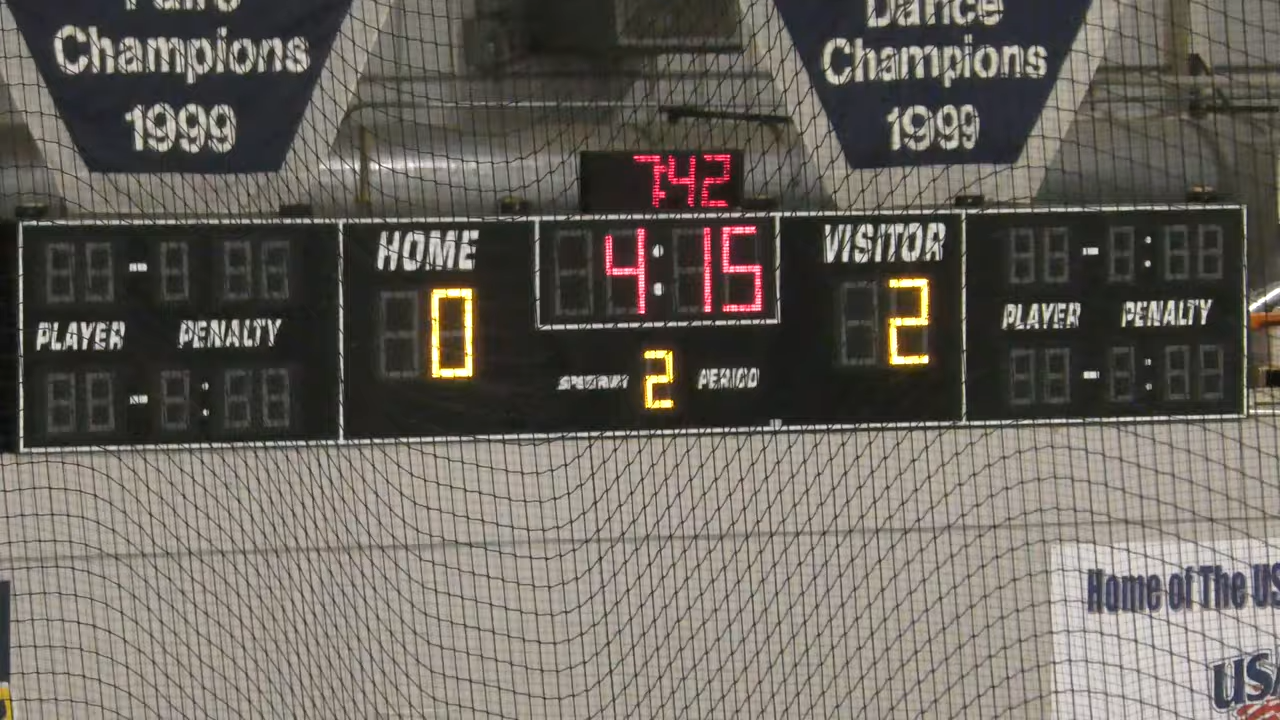 Champions
1999
Dance
Champions
1999
7:42
HOME
4:15
VISITOR
0
2
PLAYER PENALTY
2 PERIOD
PLAYER PENALTY
Home of The US
USA